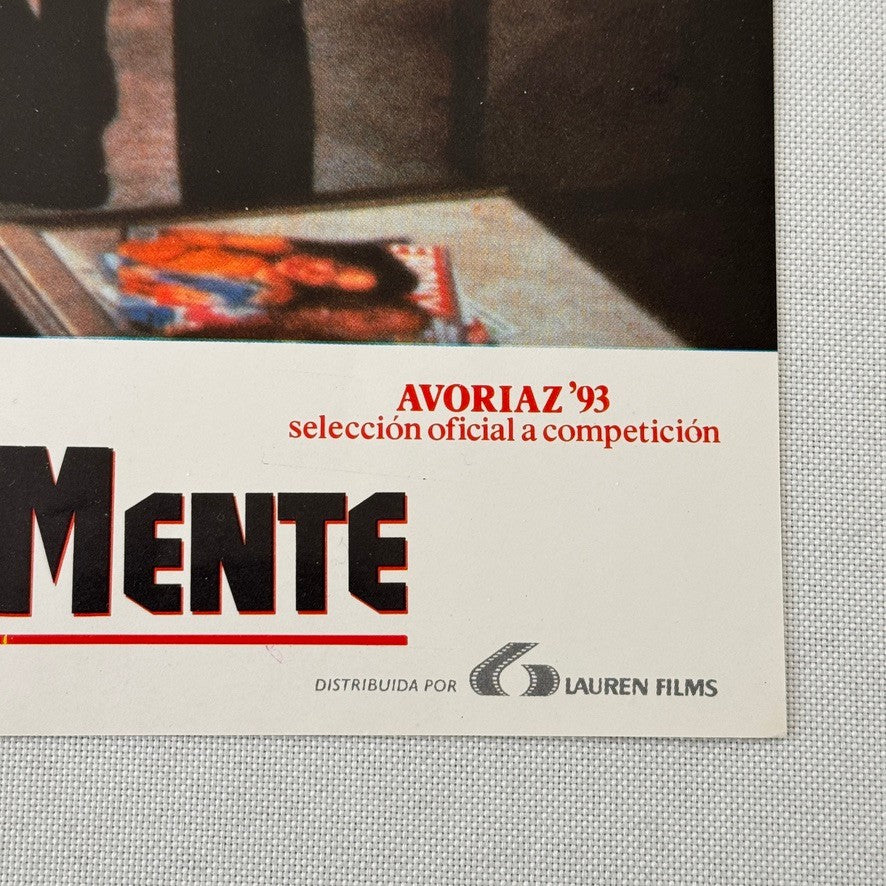 AVORIAZ '93
selección oficial a competición
MENTE
DISTRIBUIDA POR LAUREN FILMS